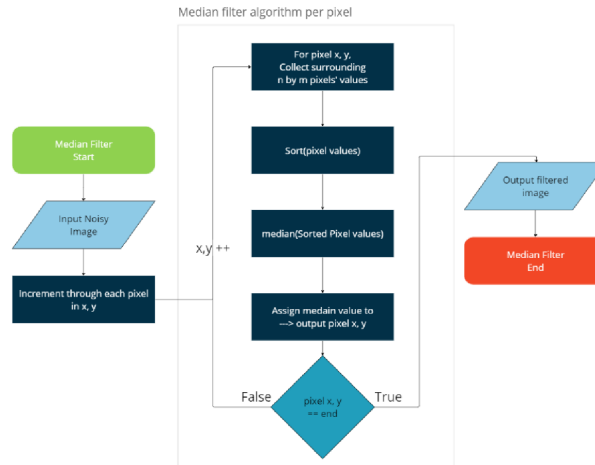 Median filter algorithm per pixel
For pixel x, y,
Collect surrounding
n by m pixels' values
Median Filter
Start
Sort(pixel values)
Output filtered
image
Input Noisy
Image
x,y ++
median(Sorted Pixel values)
Median Filter
End
Increment through each pixel
in x, y
Assign medain value to
—> output pixel x, y
False
True
pixel x, y
== end